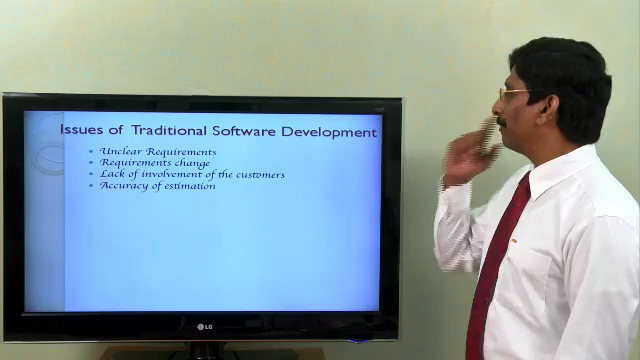 Issues of Traditional Software Development
Unclear Requirements
Requirements change
Lack of involvement of the customers
Accuracy of estimation
LG